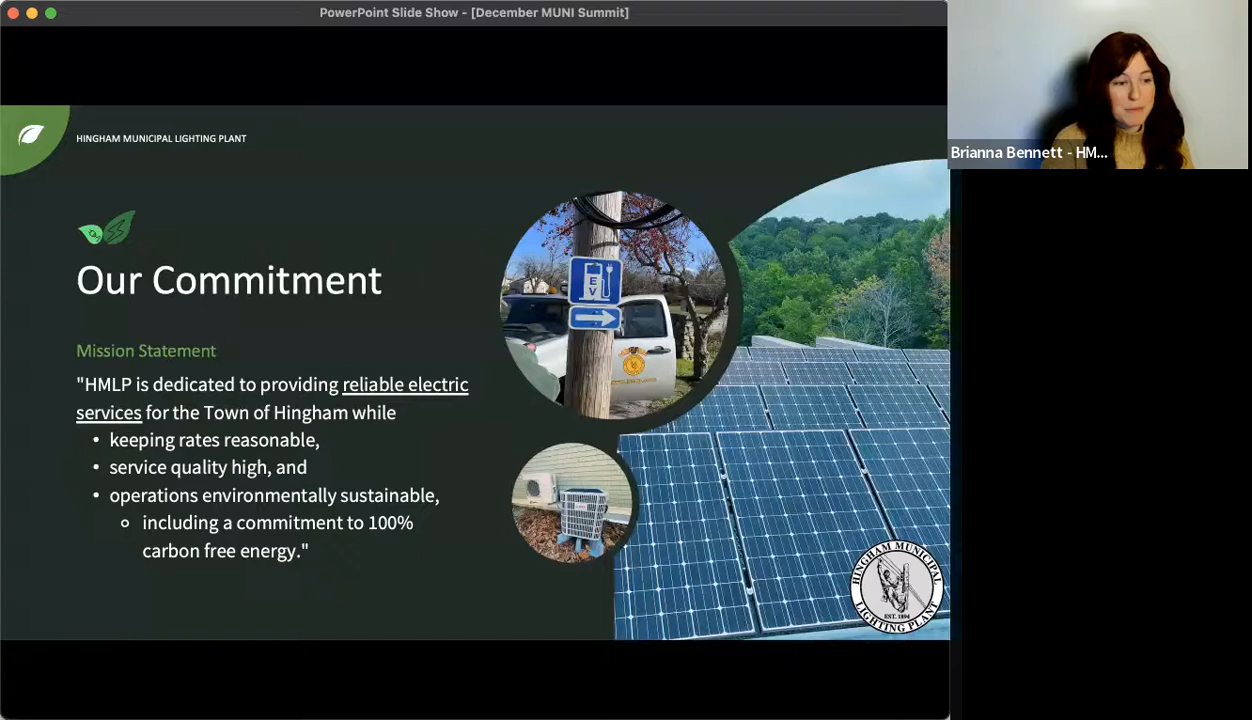 PowerPoint Slide Show - [December MUNI Summit]
HINGHAM MUNICIPAL LIGHTING PLANT
Brianna Bennett - HM...
Our Commitment
Mission Statement
"HMLP is dedicated to providing reliable electric
services for the Town of Hingham while
• keeping rates reasonable,
• service quality high, and
• operations environmentally sustainable,
○ including a commitment to 100%
carbon free energy."
EV
HINGHAM MUNICIPAL
LIGHTING PLANT
EST. 1894